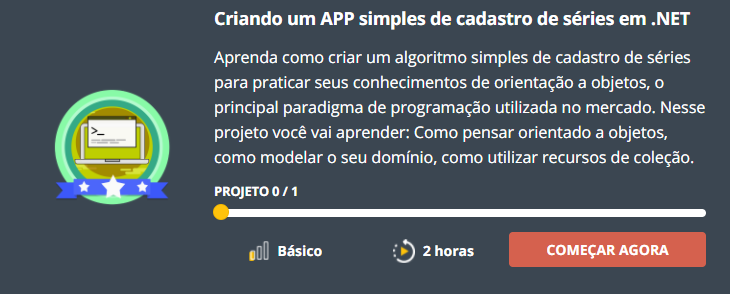 Criando um APP simples de cadastro de séries em .NET
Aprenda como criar um algoritmo simples de cadastro de séries
para praticar seus conhecimentos de orientação a objetos, o
principal paradigma de programação utilizada no mercado. Nesse
projeto você vai aprender: Como pensar orientado a objetos,
como modelar o seu domínio, como utilizar recursos de coleção.
PROJETO 0 / 1
Básico
2 horas
COMEÇAR AGORA